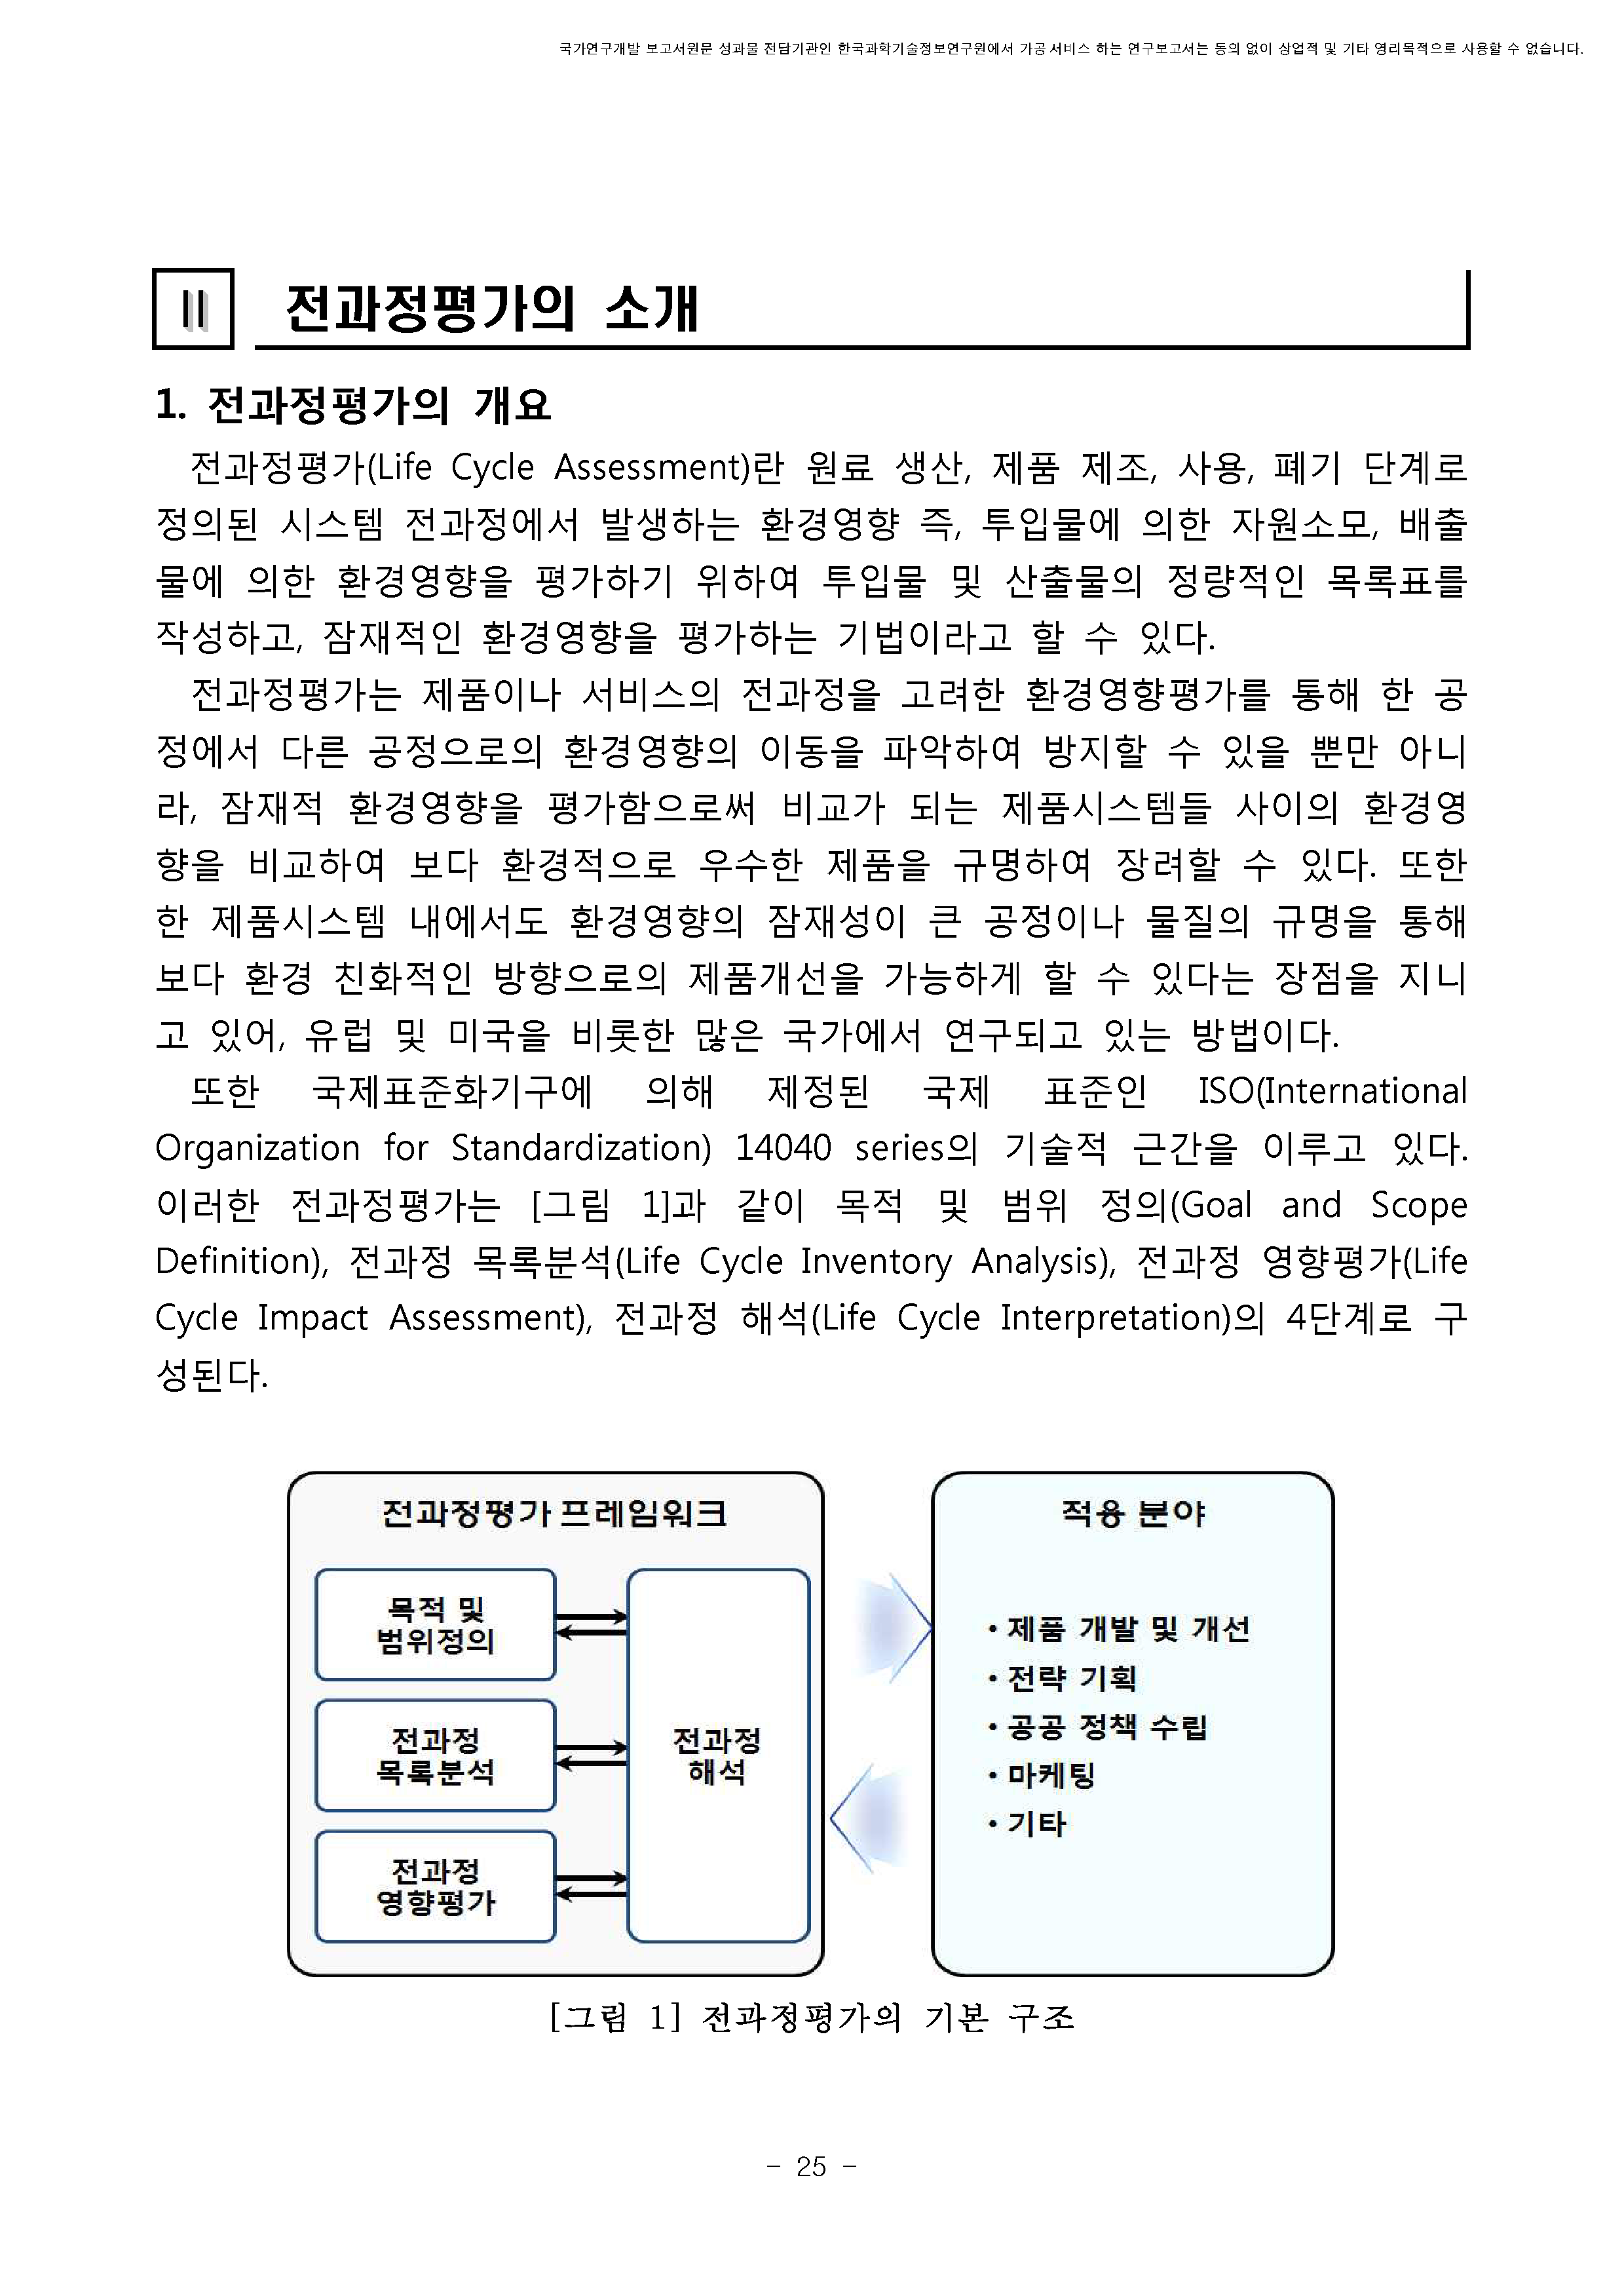 국가연구개발 보고서원문 성과물 전담기관인 한국과학기술정보연구원에서 가공·서비스 하는 연구보고서는 동의 없이 상업적 및 기타 영리목적으로 사용할 수 없습니다.
II 전과정평가의 소개
1. 전과정평가의 개요
전과정평가(Life Cycle Assessment)란 원료 생산, 제품 제조, 사용, 폐기 단계로
정의된 시스템 전과정에서 발생하는 환경영향 즉, 투입물에 의한 자원소모, 배출
물에 의한 환경영향을 평가하기 위하여 투입물 및 산출물의 정량적인 목록표를
작성하고, 잠재적인 환경영향을 평가하는 기법이라고 할 수 있다.
전과정평가는 제품이나 서비스의 전과정을 고려한 환경영향평가를 통해 한 공
정에서 다른 공정으로의 환경영향의 이동을 파악하여 방지할 수 있을 뿐만 아니
라, 잠재적 환경영향을 평가함으로써 비교가 되는 제품시스템들 사이의 환경영
향을 비교하여 보다 환경적으로 우수한 제품을 규명하여 장려할 수 있다. 또한
한 제품시스템 내에서도 환경영향의 잠재성이 큰 공정이나 물질의 규명을 통해
보다 환경 친화적인 방향으로의 제품개선을 가능하게 할 수 있다는 장점을 지니
고 있어, 유럽 및 미국을 비롯한 많은 국가에서 연구되고 있는 방법이다.
또한 국제표준화기구에 의해 제정된 국제 표준인 ISO(International
Organization for Standardization) 14040 series의 기술적 근간을 이루고 있다.
이러한 전과정평가는 [그림 1]과 같이 목적 및 범위 정의(Goal and Scope
Definition), 전과정 목록분석(Life Cycle Inventory Analysis), 전과정 영향평가(Life
Cycle Impact Assessment), 전과정 해석(Life Cycle Interpretation)의 4단계로 구
성된다.
전과정평가 프레임워크
목적 및
범위정의
전과정
목록분석
전과정
영향평가
전과정
해석
적용 분야
• 제품 개발 및 개선
• 전략 기획
• 공공 정책 수립
• 마케팅
• 기타
[그림 1] 전과정평가의 기본 구조
- 25 -